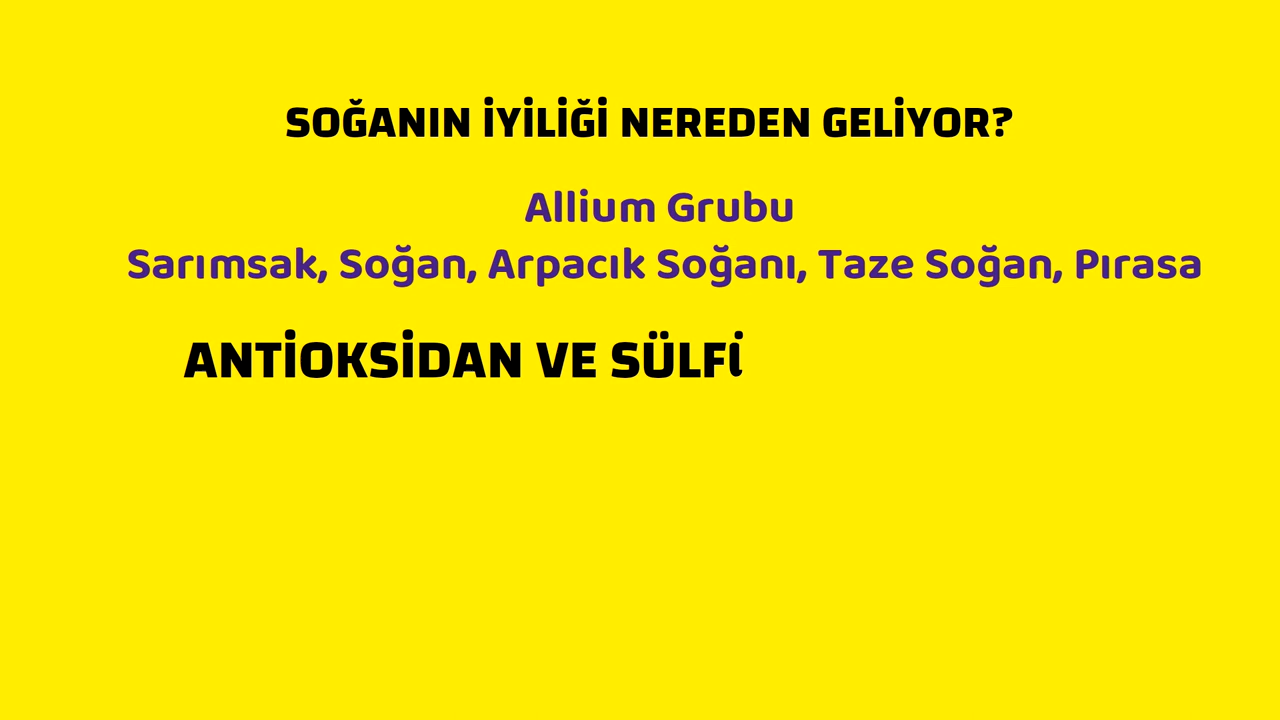 SOĞANIN İYİLİĞİ NEREDEN GELİYOR?
Allium Grubu
Sarımsak, Soğan, Arpacık Soğanı, Taze Soğan, Pırasa
ANTİOKSİDAN VE SÜLFİ